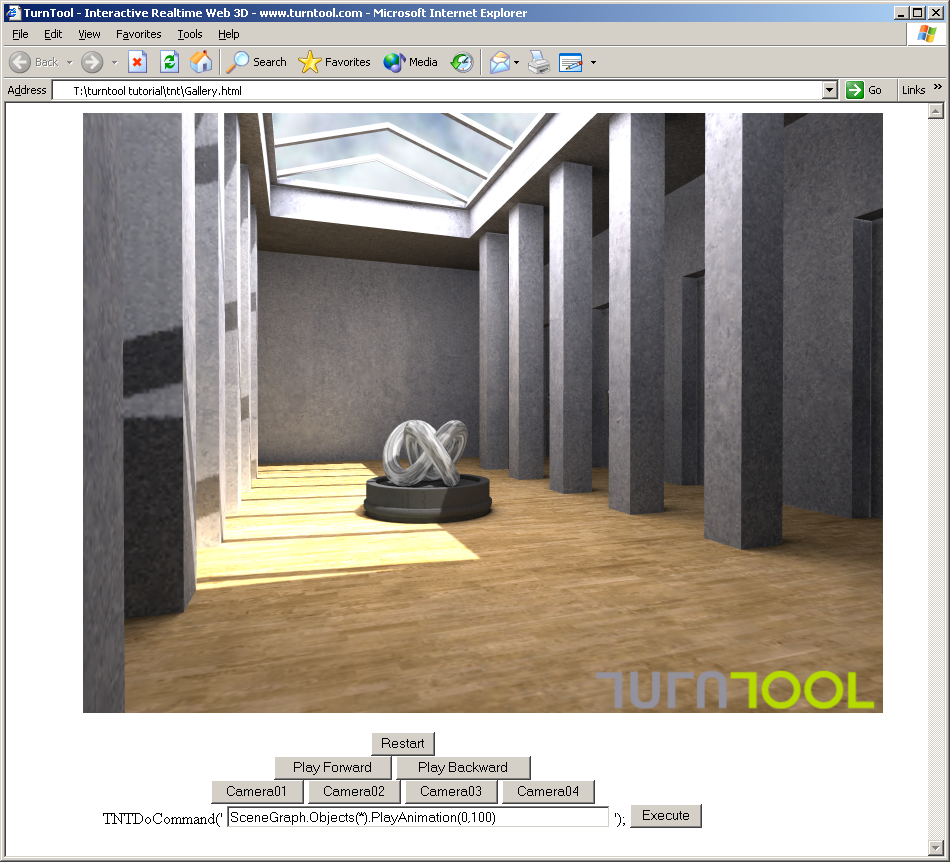 TurnTool - Interactive Realtime Web 3D - www.turntool.com - Microsoft Internet Explorer
File Edit View Favorites Tools Help
Back Search Favorites Media
Address T:\turntool tutorial\tnt\Gallery.html Go Links »
TURNTOOL
Restart
Play Forward Play Backward
Camera01 Camera02 Camera03 Camera04
TNTDoCommand(' SceneGraph.Objects(*).PlayAnimation(0,100) '); Execute